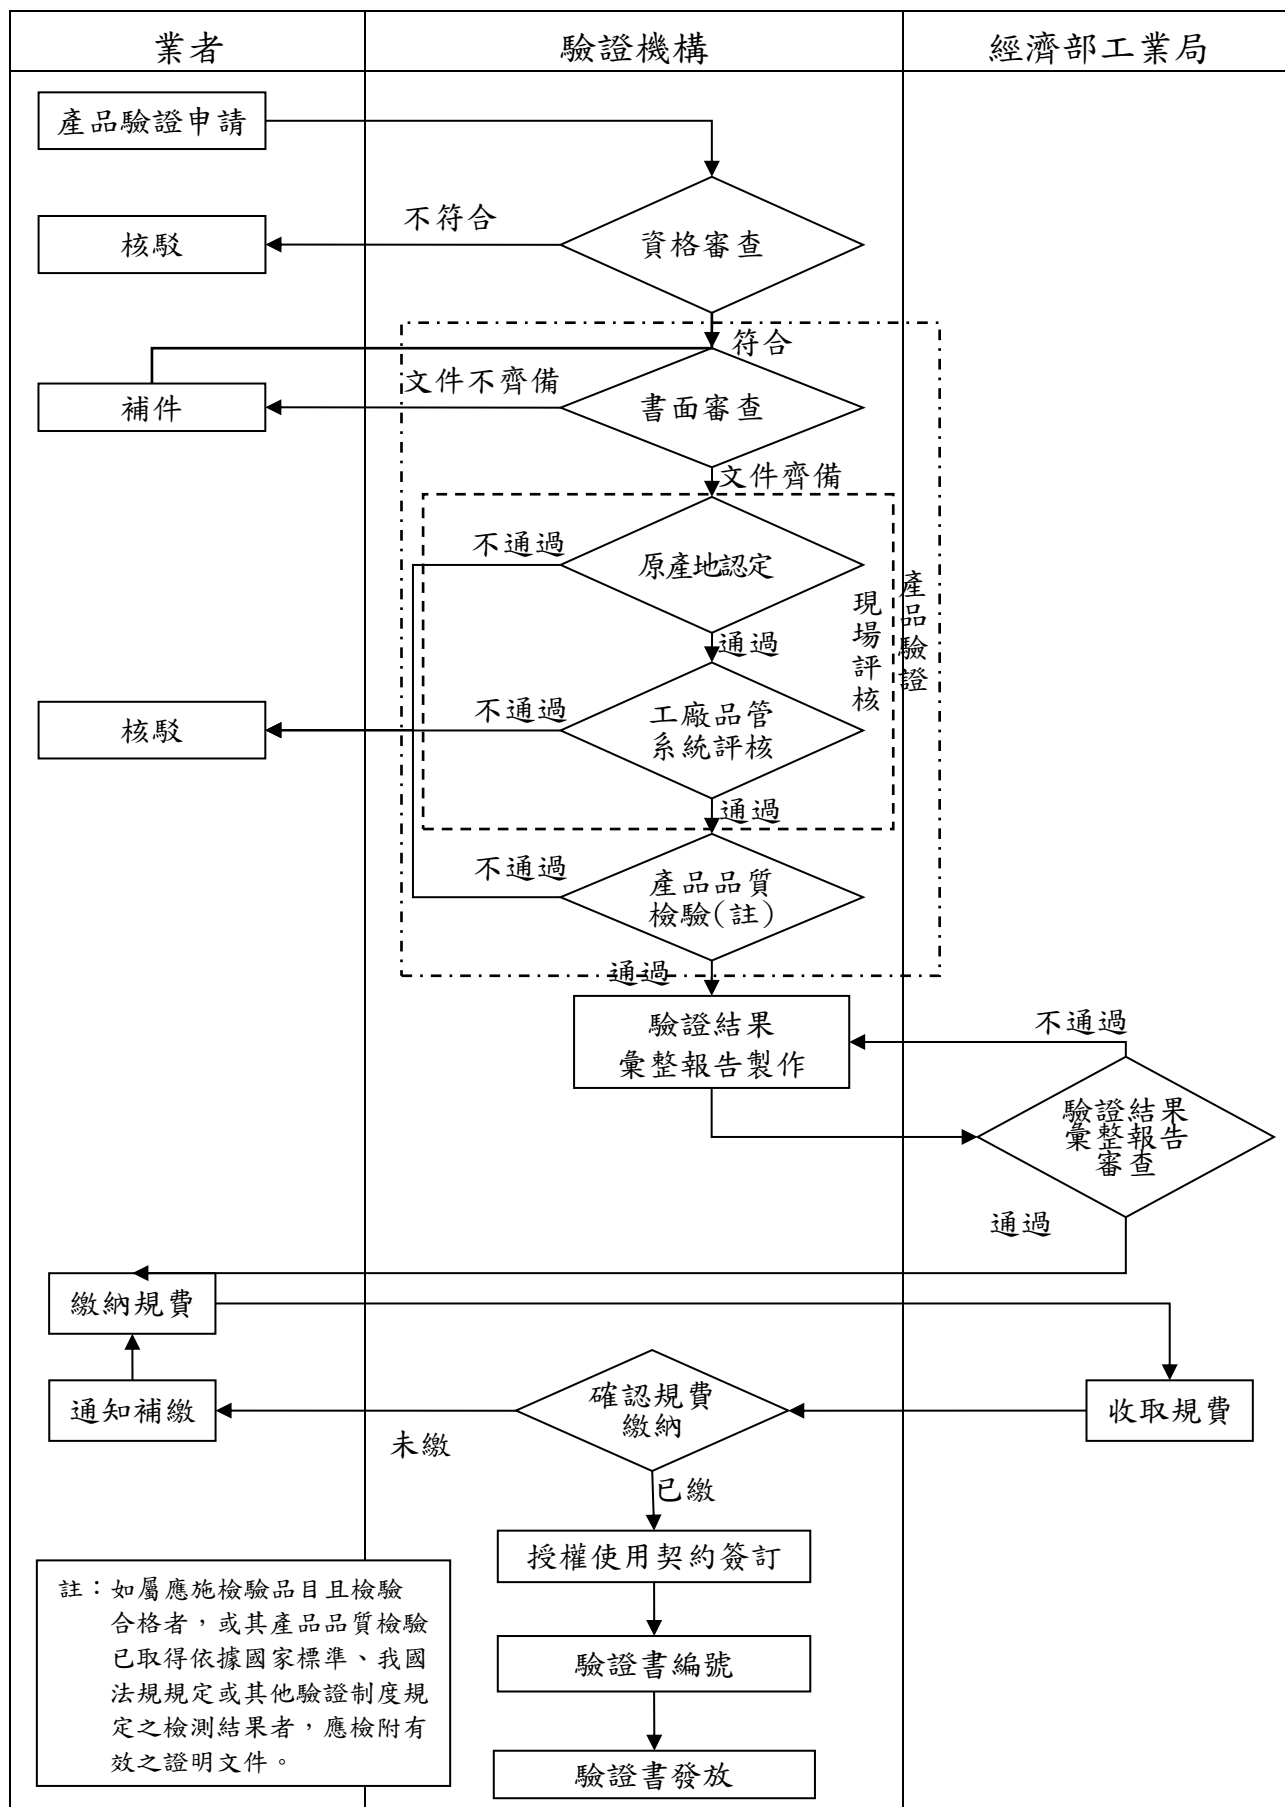 業者
驗證機構
經濟部工業局
產品驗證申請
不符合
核駁
資格審查
符合
文件不齊備
補件
書面審查
文件齊備
不通過
原產地認定
產品驗證
現場評核
通過
不通過
工廠品管
系統評核
核駁
通過
不通過
產品品質
檢驗(註)
通過
驗證結果
彙整報告製作
不通過
驗證結果
彙整報告
審查
通過
繳納規費
通知補繳
未繳
確認規費
繳納
收取規費
已繳
授權使用契約簽訂
註：如屬應施檢驗品目且檢驗
合格者，或其產品品質檢驗
已取得依據國家標準、我國
法規規定或其他驗證制度規
定之檢測結果者，應檢附有
效之證明文件。
驗證書編號
驗證書發放